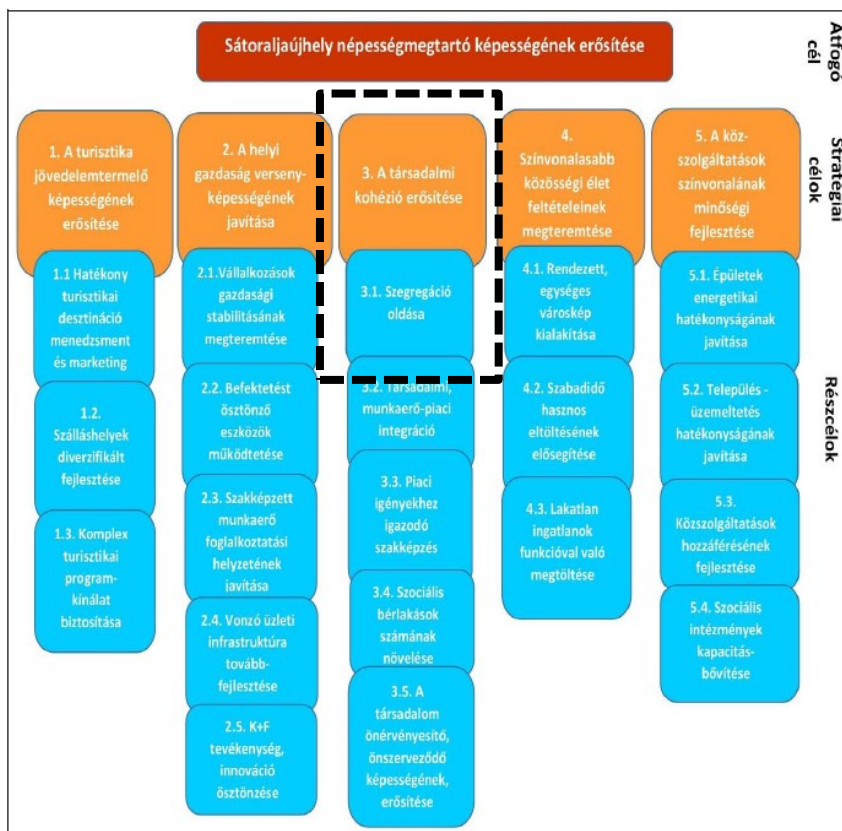 Sátoraljaújhely népességmegtartó képességének erősítése
Átfogó
cél
1. A turisztika
jövedelemtermelő
képességének
erősítése
1.1 Hatékony
turisztikai
desztináció
menedzsment
és marketing
1.2.
Szálláshelyek
diverzifikált
fejlesztése
1.3. Komplex
turisztikai
program-
kínálat
biztosítása
2. A helyi
gazdaság verseny-
képességének
javítása
2.1.Vállalkozások
gazdasági
stabilitásának
megteremtése
2.2. Befektetést
ösztönző
eszközök
működtetése
2.3. Szakképzett
munkaerő
foglalkoztatási
helyzetének
javítása
2.4. Vonzó üzleti
infrastruktúra
tovább-
fejlesztése
2.5. K+F
tevékenység,
innováció
ösztönzése
3. A társadalmi
kohézió erősítése
3.1. Szegregáció
oldása
3.2. Társadalmi,
munkaerő-piaci
integráció
3.3. Piaci
igényekhez
igazodó
szakképzés
3.4. Szociális
bérlakások
számának
növelése
3.5. A
társadalom
önérvényesítő,
önszerveződő
képességének,
erősítése
4.
Színvonalasabb
közösségi élet
feltételeinek
megteremtése
4.1. Rendezett,
egységes
városkép
kialakítása
4.2. Szabadidő
hasznos
eltöltésének
elősegítése
4.3. Lakatlan
ingatlanok
funkcióval való
megtöltése
5. A köz-
szolgáltatások
színvonalának
minőségi
fejlesztése
5.1. Épületek
energetikai
hatékonyságának
javítása
5.2. Település -
üzemeltetés
hatékonyságának
javítása
5.3.
Közszolgáltatások
hozzáférésének
fejlesztése
5.4. Szociális
intézmények
kapacitás-
bővítése
Stratégiai
célok
Részcélok